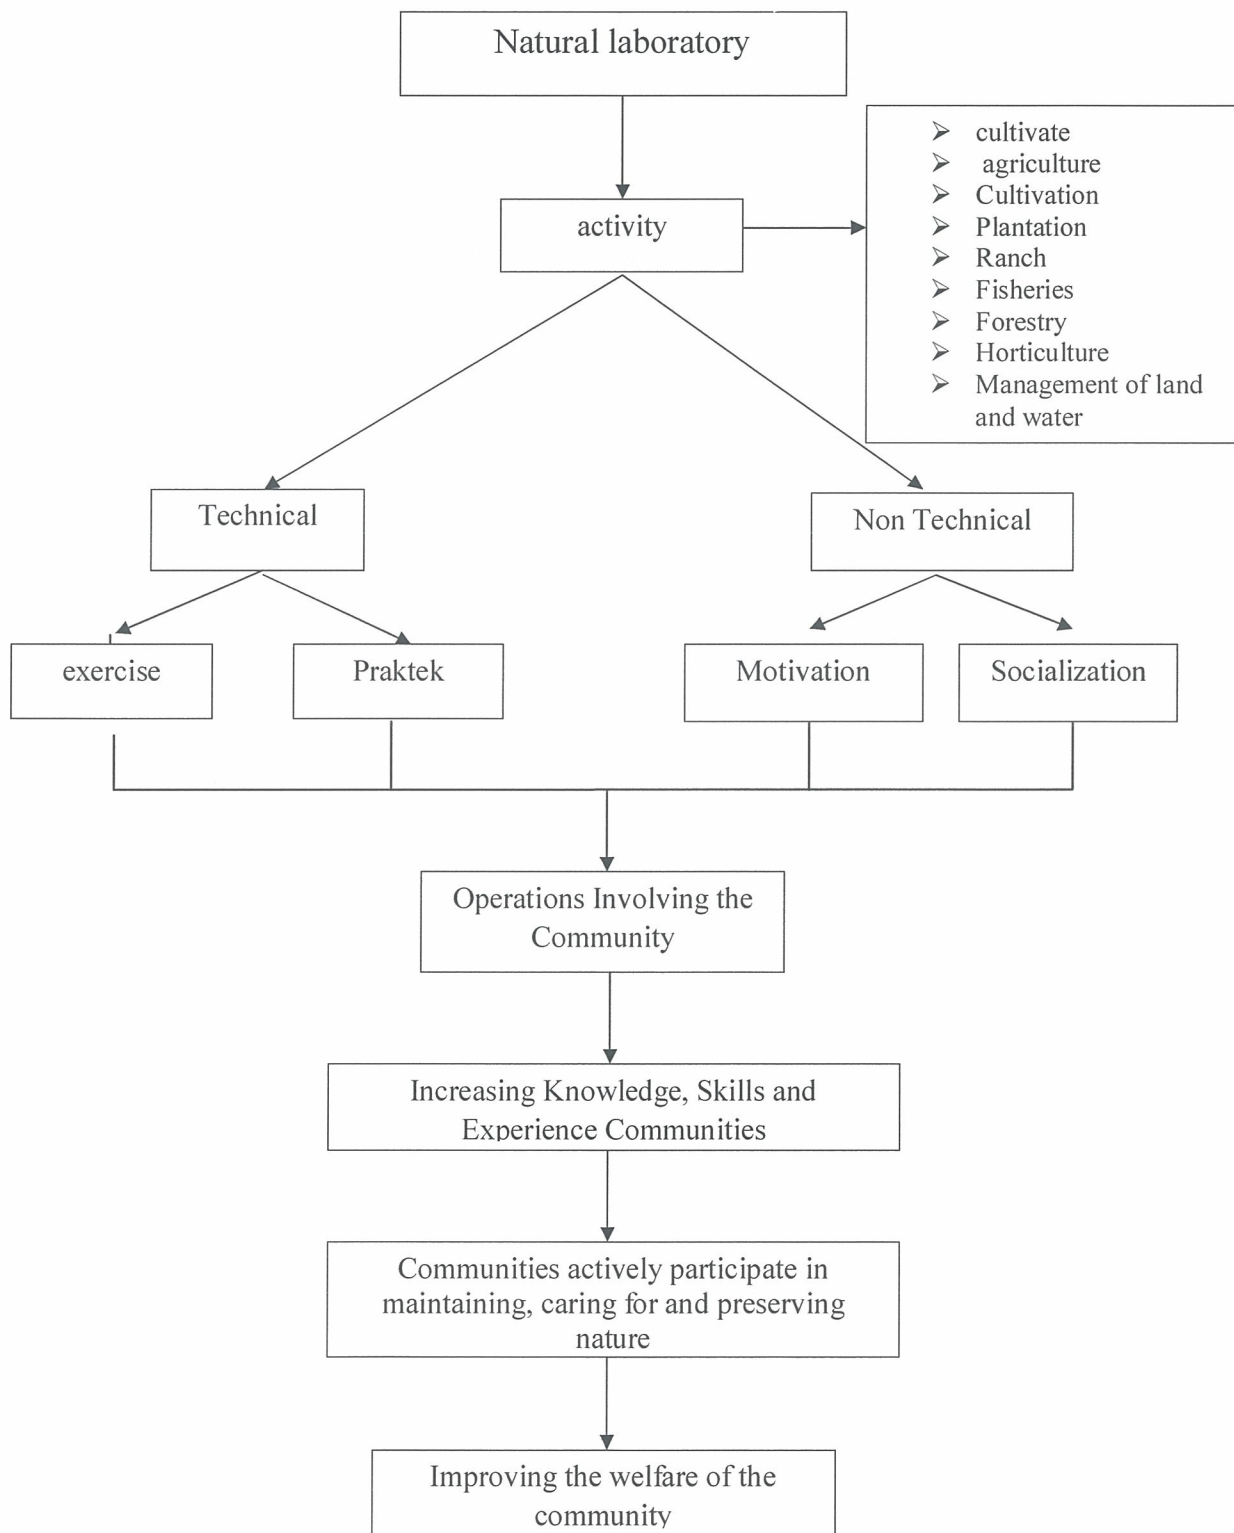 Natural laboratory
activity
➢ cultivate
➢ agriculture
➢ Cultivation
➢ Plantation
➢ Ranch
➢ Fisheries
➢ Forestry
➢ Horticulture
➢ Management of land
and water
Technical
Non Technical
exercise
Praktek
Motivation
Socialization
Operations Involving the
Community
Increasing Knowledge, Skills and
Experience Communities
Communities actively participate in
maintaining, caring for and preserving
nature
Improving the welfare of the
community